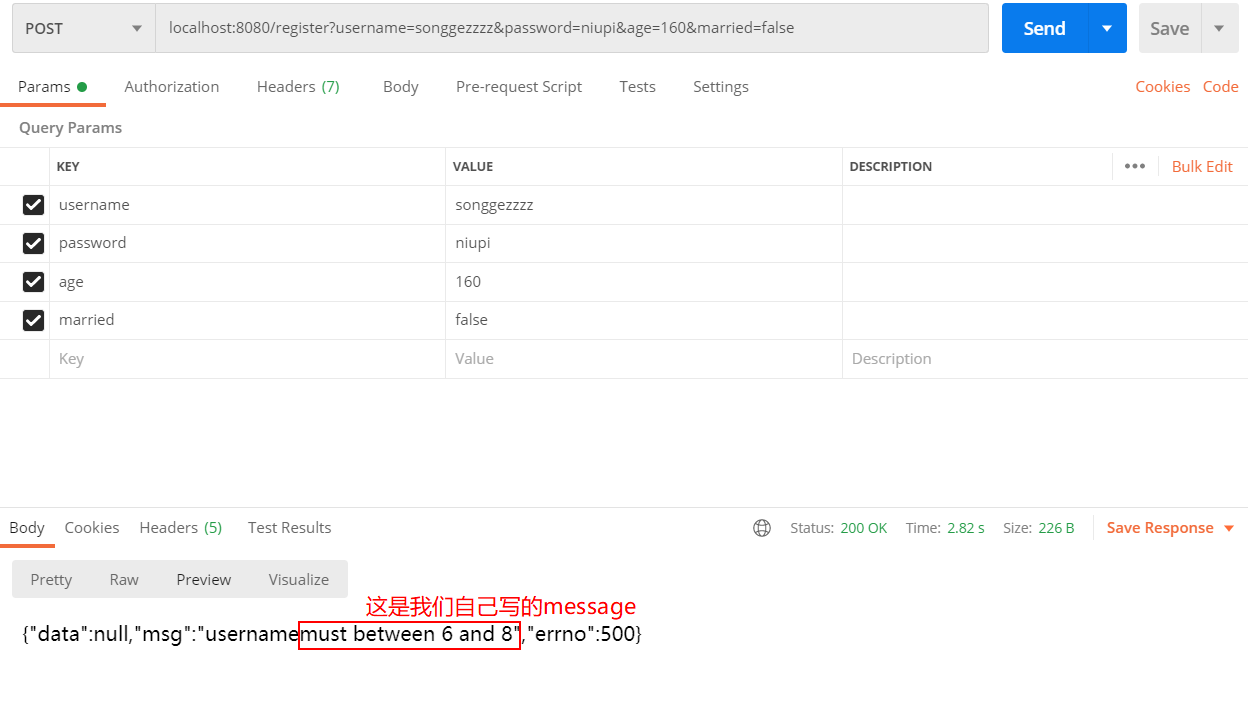 POST localhost:8080/register?username=songgezzzz&password=niupi&age=160&married=false Send Save
Params Authorization Headers (7) Body Pre-request Script Tests Settings Cookies Code
Query Params
KEY VALUE DESCRIPTION ••• Bulk Edit
username songgezzzz
password niupi
age 160
married false
Key Value Description
Body Cookies Headers (5) Test Results Status: 200 OK Time: 2.82 s Size: 226 B Save Response
Pretty Raw Preview Visualize
这是我们自己写的message
{"data":null,"msg":"usernamemust between 6 and 8","errno":500}